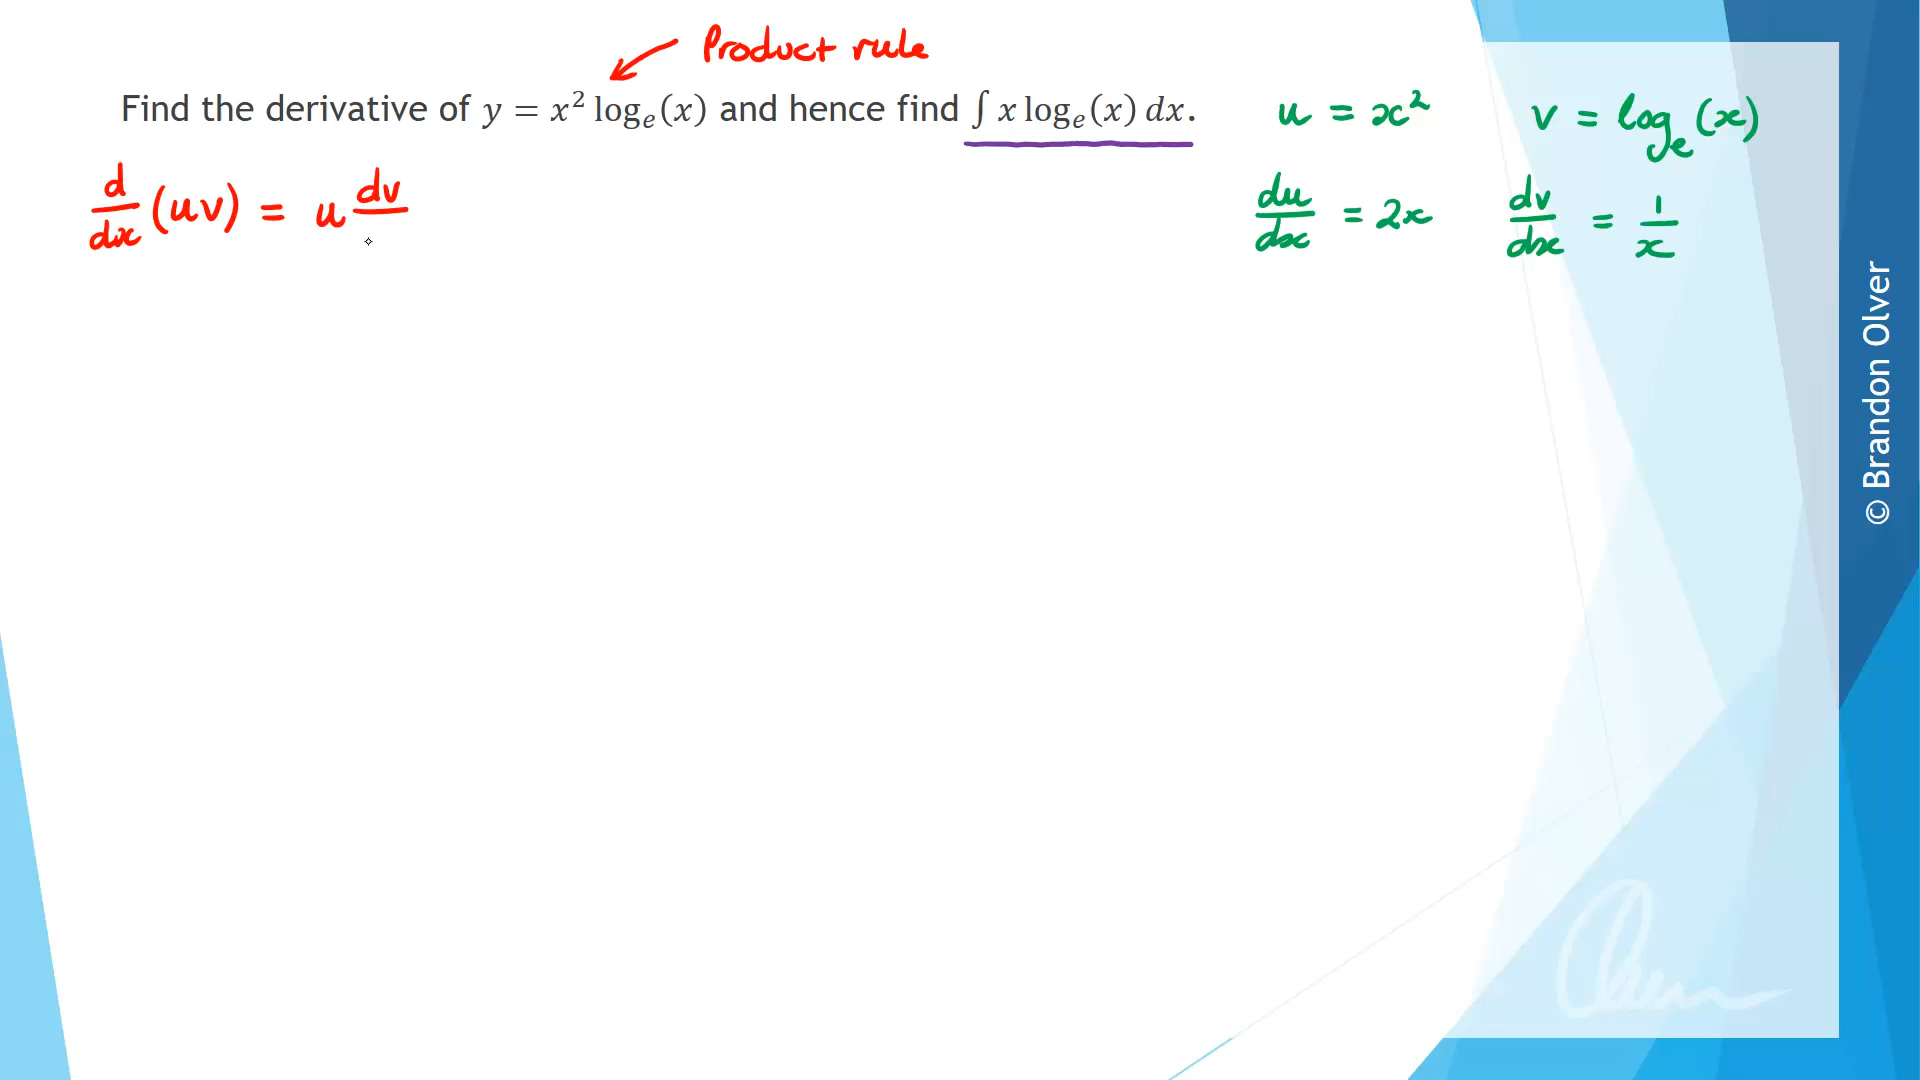 Product rule
Find the derivative of y = x² logₑ(x) and hence find ∫ x logₑ(x) dx.
u = x²
v = logₑ(x)
d/dx (uv) = u dv
du/dx = 2x
dv/dx = 1/x
© Brandon Olver